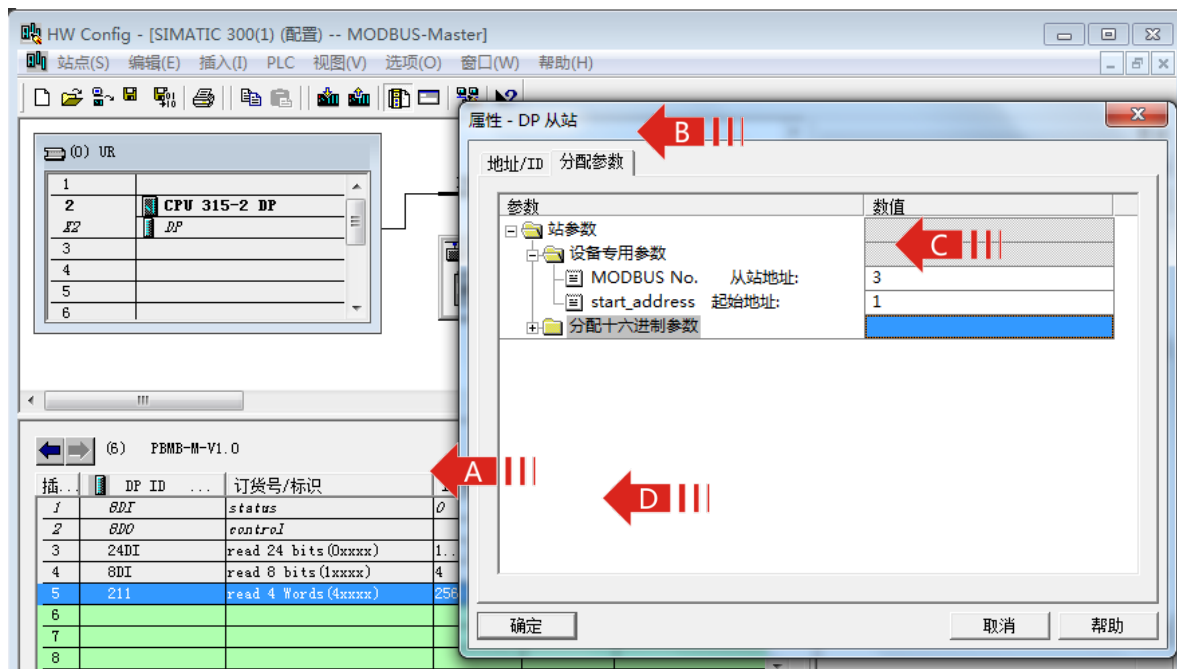 HW Config - [SIMATIC 300(1) (配置) -- MODBUS-Master]
站点(S) 编辑(E) 插入(I) PLC 视图(V) 选项(O) 窗口(W) 帮助(H)
(0) UR
1
2 CPU 315-2 DP
X2 DP
3
4
5
6
属性 - DP 从站
B
地址/ID 分配参数
参数 数值
站参数
C
设备专用参数
MODBUS No. 从站地址: 3
start_address 起始地址: 1
分配十六进制参数
D
确定 取消 帮助
(6) PBMB-M-V1.0
A
插... DP ID ... 订货号/标识
1 8DI status 0
2 8DO control
3 24DI read 24 bits(0xxxx) 1..
4 8DI read 8 bits(1xxxx) 4
5 211 read 4 Words(4xxxx) 256
6
7
8